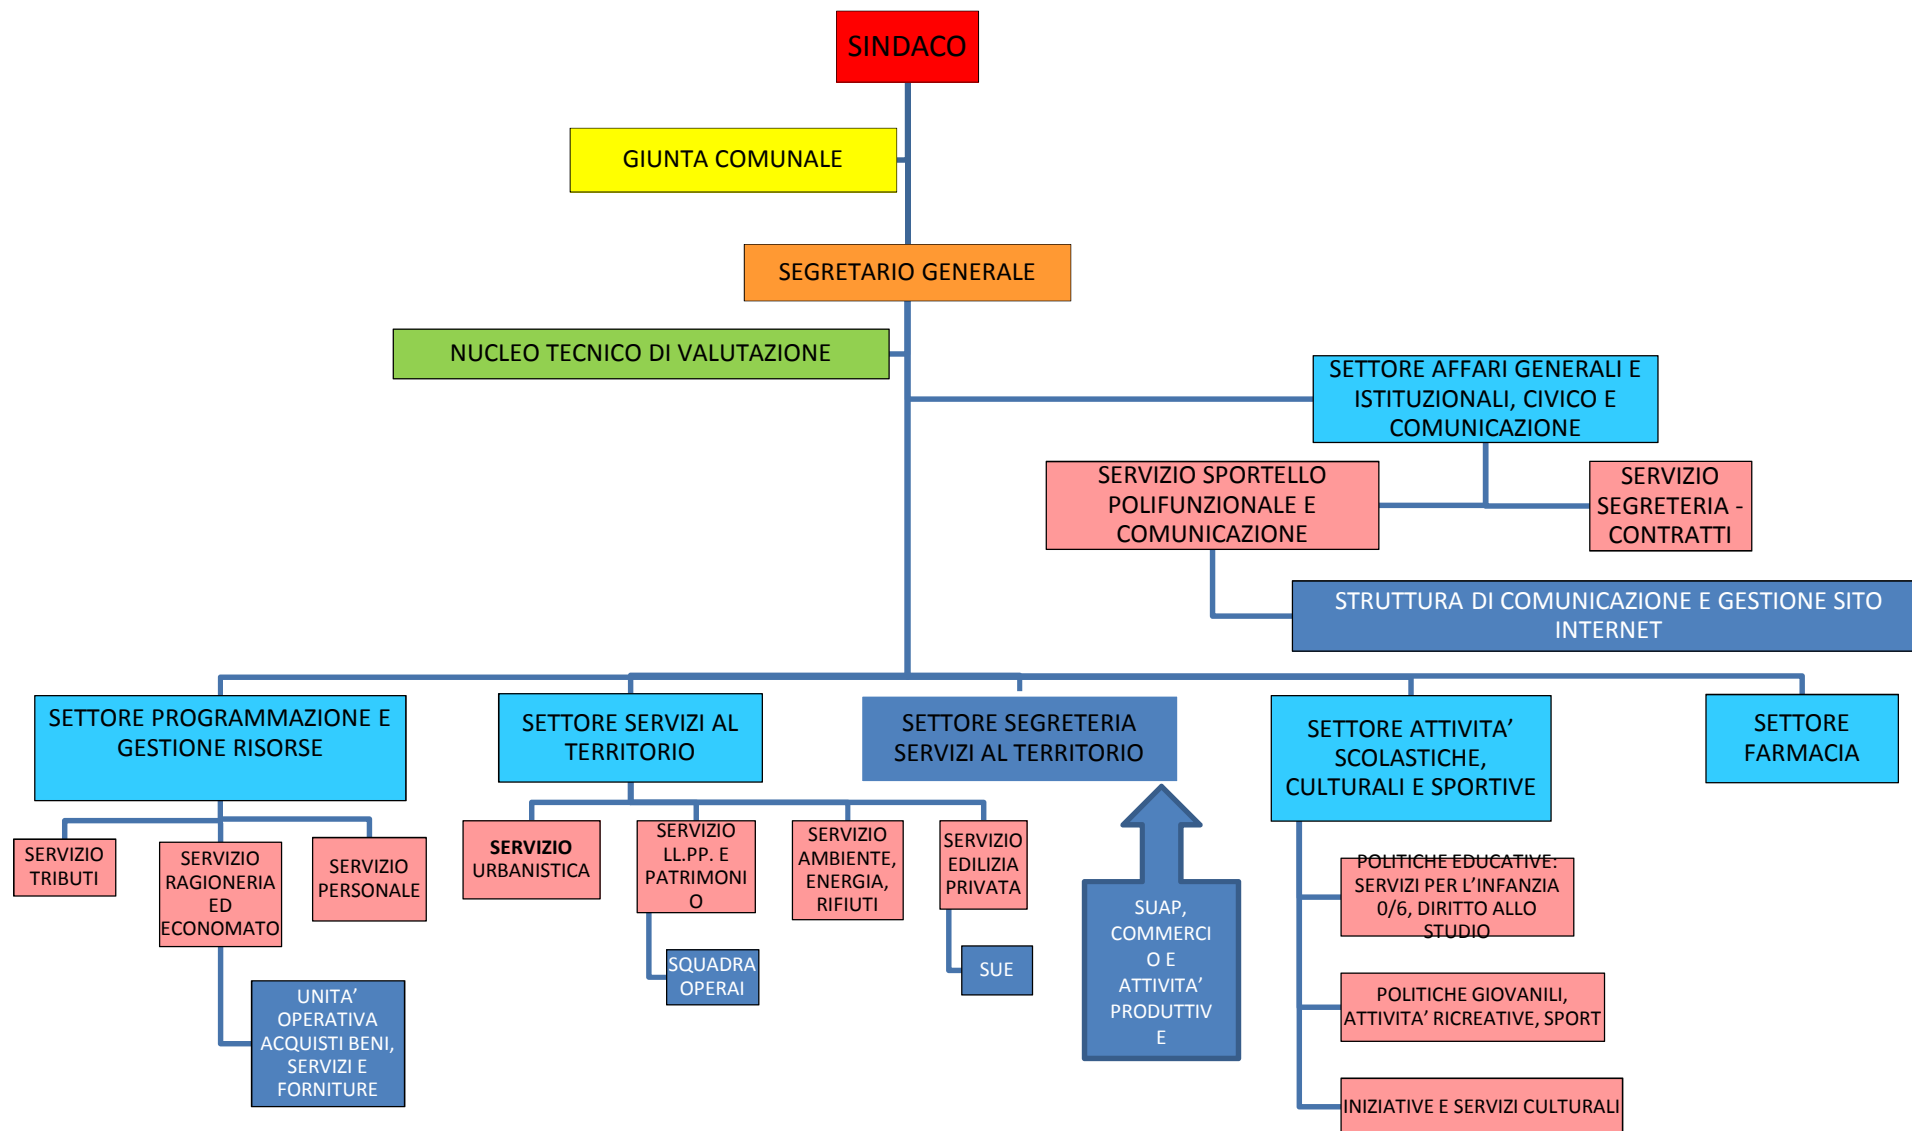 SINDACO
GIUNTA COMUNALE
SEGRETARIO GENERALE
NUCLEO TECNICO DI VALUTAZIONE
SETTORE AFFARI GENERALI E
ISTITUZIONALI, CIVICO E
COMUNICAZIONE
SERVIZIO SPORTELLO
POLIFUNZIONALE E
COMUNICAZIONE
SERVIZIO
SEGRETERIA -
CONTRATTI
STRUTTURA DI COMUNICAZIONE E GESTIONE SITO
INTERNET
SETTORE PROGRAMMAZIONE E
GESTIONE RISORSE
SETTORE SERVIZI AL
TERRITORIO
SETTORE SEGRETERIA
SERVIZI AL TERRITORIO
SETTORE ATTIVITA’
SCOLASTICHE,
CULTURALI E SPORTIVE
SETTORE
FARMACIA
SERVIZIO
TRIBUTI
SERVIZIO
RAGIONERIA
ED
ECONOMATO
SERVIZIO
PERSONALE
UNITA’
OPERATIVA
ACQUISTI BENI,
SERVIZI E
FORNITURE
SERVIZIO
URBANISTICA
SERVIZIO
LL.PP. E
PATRIMONI
O
SERVIZIO
AMBIENTE,
ENERGIA,
RIFIUTI
SERVIZIO
EDILIZIA
PRIVATA
SQUADRA
OPERAI
SUE
SUAP,
COMMERCI
O E
ATTIVITA’
PRODUTTIV
E
POLITICHE EDUCATIVE:
SERVIZI PER L’INFANZIA
0/6, DIRITTO ALLO
STUDIO
POLITICHE GIOVANILI,
ATTIVITA’ RICREATIVE, SPORT
INIZIATIVE E SERVIZI CULTURALI